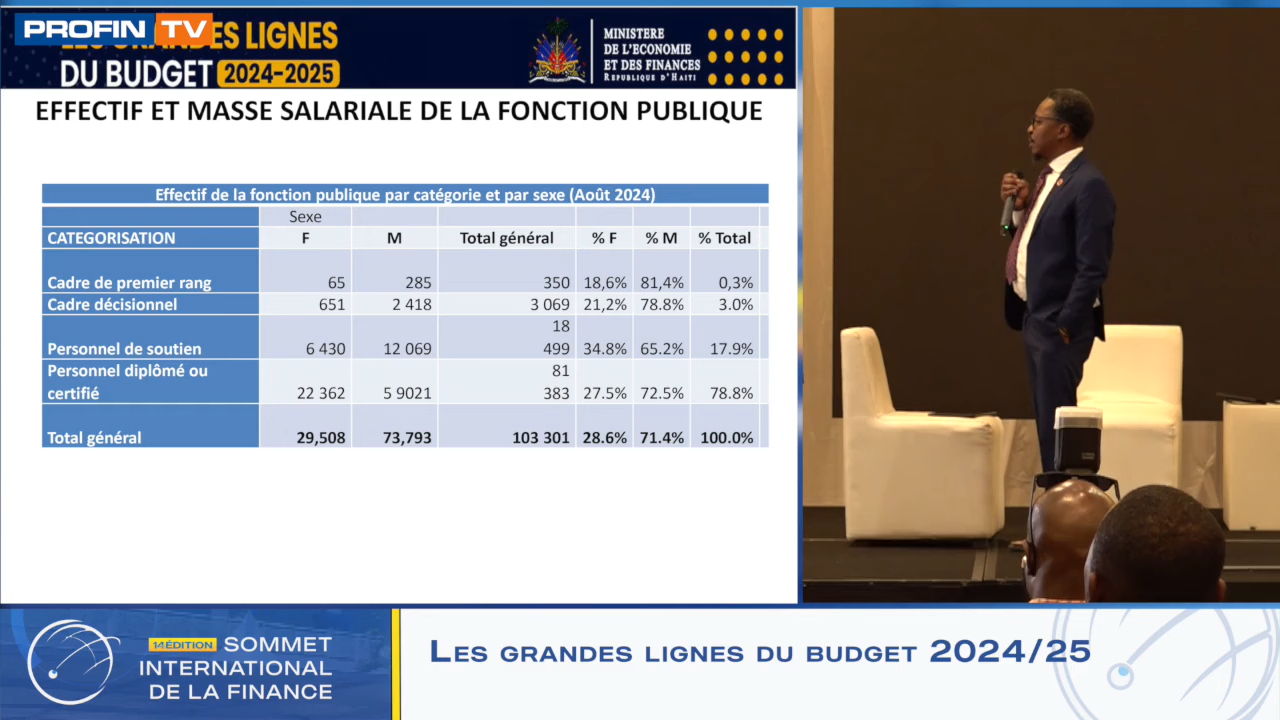 PROFIN TV
LES GRANDES LIGNES
DU BUDGET 2024-2025
MINISTERE
DE L'ECONOMIE
ET DES FINANCES
REPUBLIQUE D'HAITI
EFFECTIF ET MASSE SALARIALE DE LA FONCTION PUBLIQUE
Effectif de la fonction publique par catégorie et par sexe (Août 2024)
Sexe
CATEGORISATION F M Total général % F % M % Total
Cadre de premier rang 65 285 350 18,6% 81,4% 0,3%
Cadre décisionnel 651 2 418 3 069 21,2% 78.8% 3.0%
18
Personnel de soutien 6 430 12 069 499 34.8% 65.2% 17.9%
Personnel diplômé ou 81
certifié 22 362 5 9021 383 27.5% 72.5% 78.8%
Total général 29,508 73,793 103 301 28.6% 71.4% 100.0%
14 ÉDITION SOMMET
INTERNATIONAL
DE LA FINANCE
LES GRANDES LIGNES DU BUDGET 2024/25